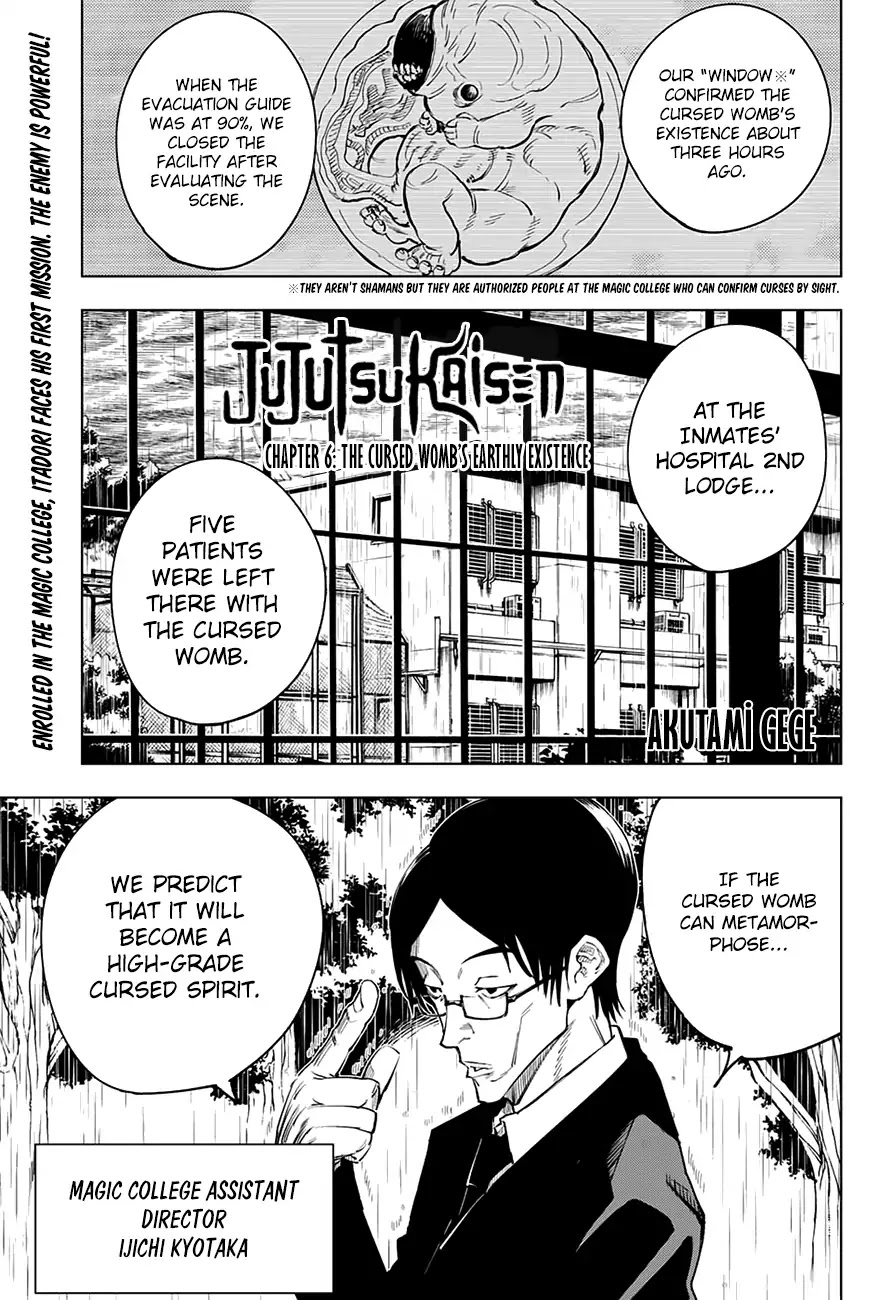 ENROLLED IN THE MAGIC COLLEGE, ITADORI FACES HIS FIRST MISSION. THE ENEMY IS POWERFUL!
OUR "WINDOW※"
CONFIRMED THE
CURSED WOMB'S
EXISTENCE ABOUT
THREE HOURS
AGO.
WHEN THE
EVACUATION GUIDE
WAS AT 90%, WE
CLOSED THE
FACILITY AFTER
EVALUATING THE
SCENE.
※THEY AREN'T SHAMANS BUT THEY ARE AUTHORIZED PEOPLE AT THE MAGIC COLLEGE WHO CAN CONFIRM CURSES BY SIGHT.
JUJUTSU KAISEN
CHAPTER 6: THE CURSED WOMB'S EARTHLY EXISTENCE
AT THE
INMATES'
HOSPITAL 2ND
LODGE...
FIVE
PATIENTS
WERE LEFT
THERE WITH
THE CURSED
WOMB.
AKUTAMI GEGE
IF THE
CURSED WOMB
CAN METAMOR-
PHOSE...
WE PREDICT
THAT IT WILL
BECOME A
HIGH-GRADE
CURSED SPIRIT.
MAGIC COLLEGE ASSISTANT
DIRECTOR
IJICHI KYOTAKA